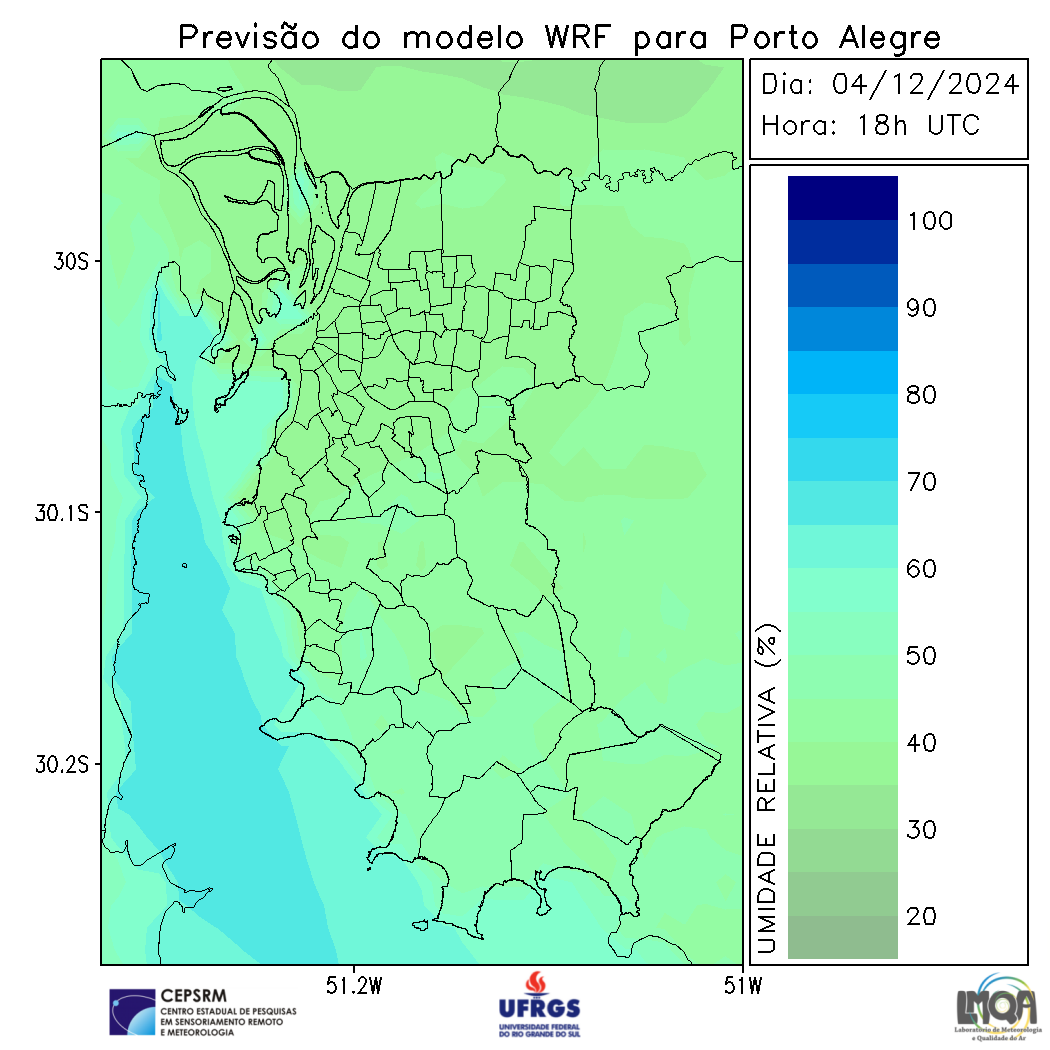 Previsão do modelo WRF para Porto Alegre
Dia: 04/12/2024
Hora: 18h UTC
100
90
80
70
60
50
40
30
20
UMIDADE RELATIVA (%)
30S
30.1S
30.2S
51.2W
51W
CEPSRM
CENTRO ESTADUAL DE PESQUISAS
EM SENSORIAMENTO REMOTO
E METEOROLOGIA
UFRGS
UNIVERSIDADE FEDERAL
DO RIO GRANDE DO SUL
LMQA
Laboratório de Meteorologia
e Qualidade do Ar